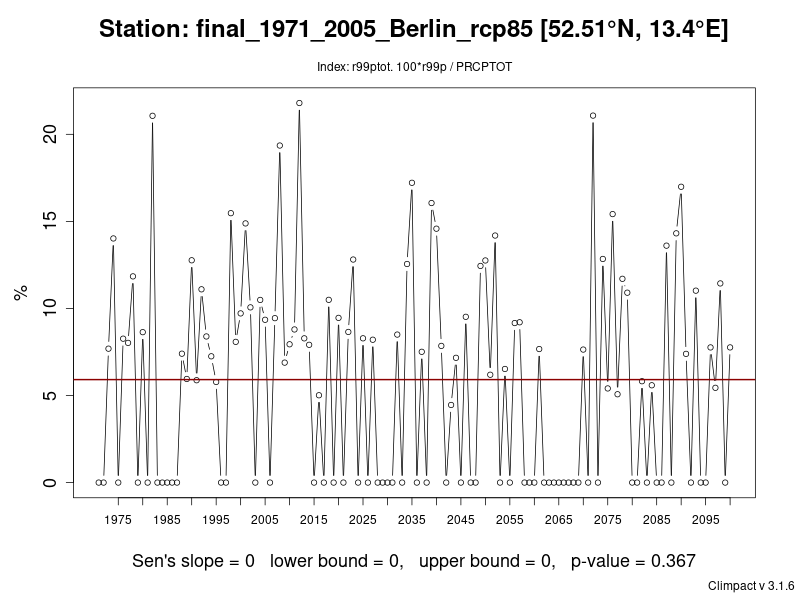 Station: final_1971_2005_Berlin_rcp85 [52.51°N, 13.4°E]
Index: r99ptot. 100*r99p / PRCPTOT
%
20
15
10
5
0
1975 1985 1995 2005 2015 2025 2035 2045 2055 2065 2075 2085 2095
Sen's slope = 0 lower bound = 0, upper bound = 0, p-value = 0.367
Climpact v 3.1.6